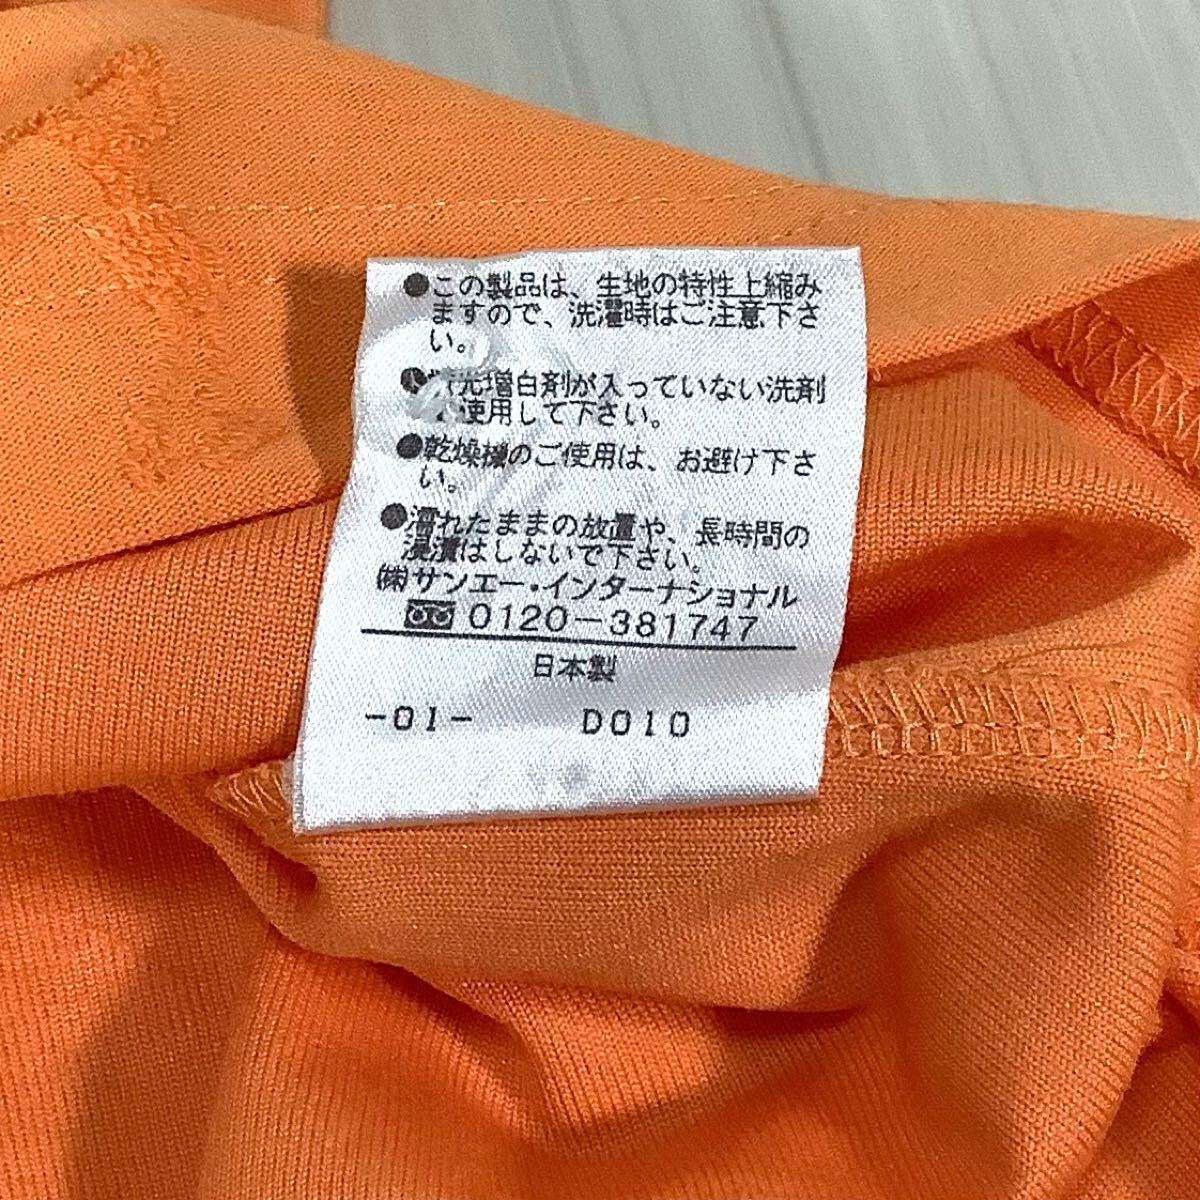 ●この製品は、生地の特性上縮み
ますので、洗濯時はご注意下さ
い。
光増白剤が入っていない洗剤
使用して下さい。
●乾燥機のご使用は、お避け下さ
い。
●濡れたままの放置や、長時間の
浸漬はしないで下さい。
㈱サンエー・インターナショナル
0120-381747
日本製
-01- D010